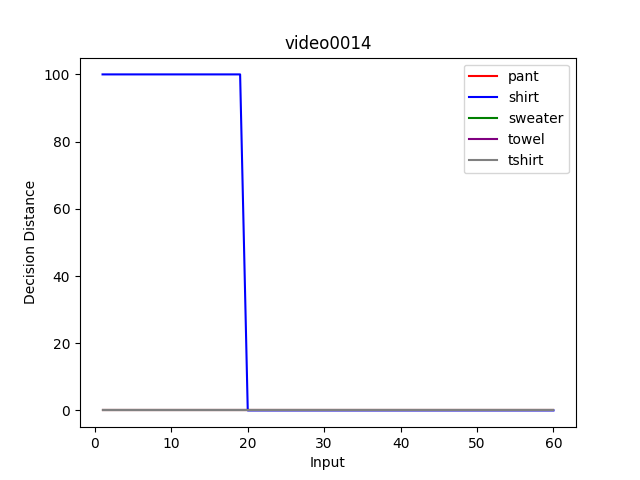 video0014
100
80
60
40
20
0
Decision Distance
pant
shirt
sweater
towel
tshirt
0 10 20 30 40 50 60
Input